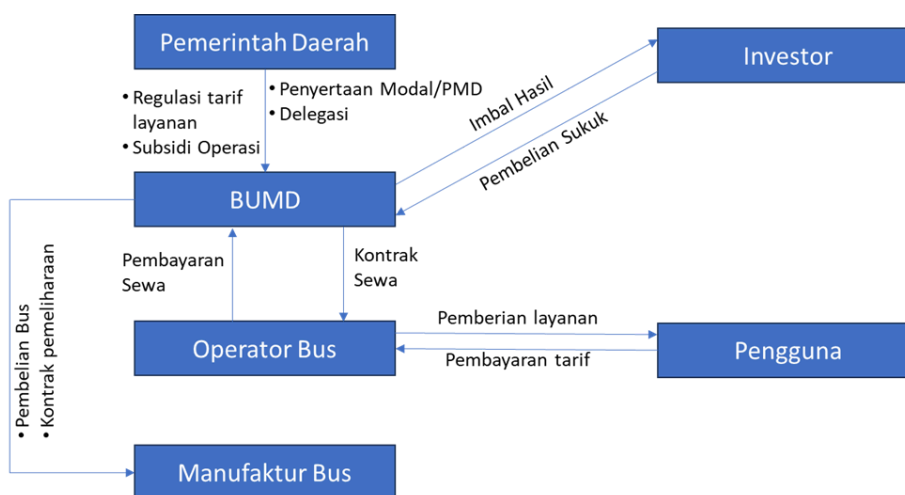 Pemerintah Daerah
Investor
• Regulasi tarif
layanan
• Subsidi Operasi
• Penyertaan Modal/PMD
• Delegasi
Imbal Hasil
Pembelian Sukuk
BUMD
Pembayaran
Sewa
Kontrak
Sewa
• Pembelian Bus
• Kontrak pemeliharaan
Operator Bus
Pemberian layanan
Pembayaran tarif
Pengguna
Manufaktur Bus